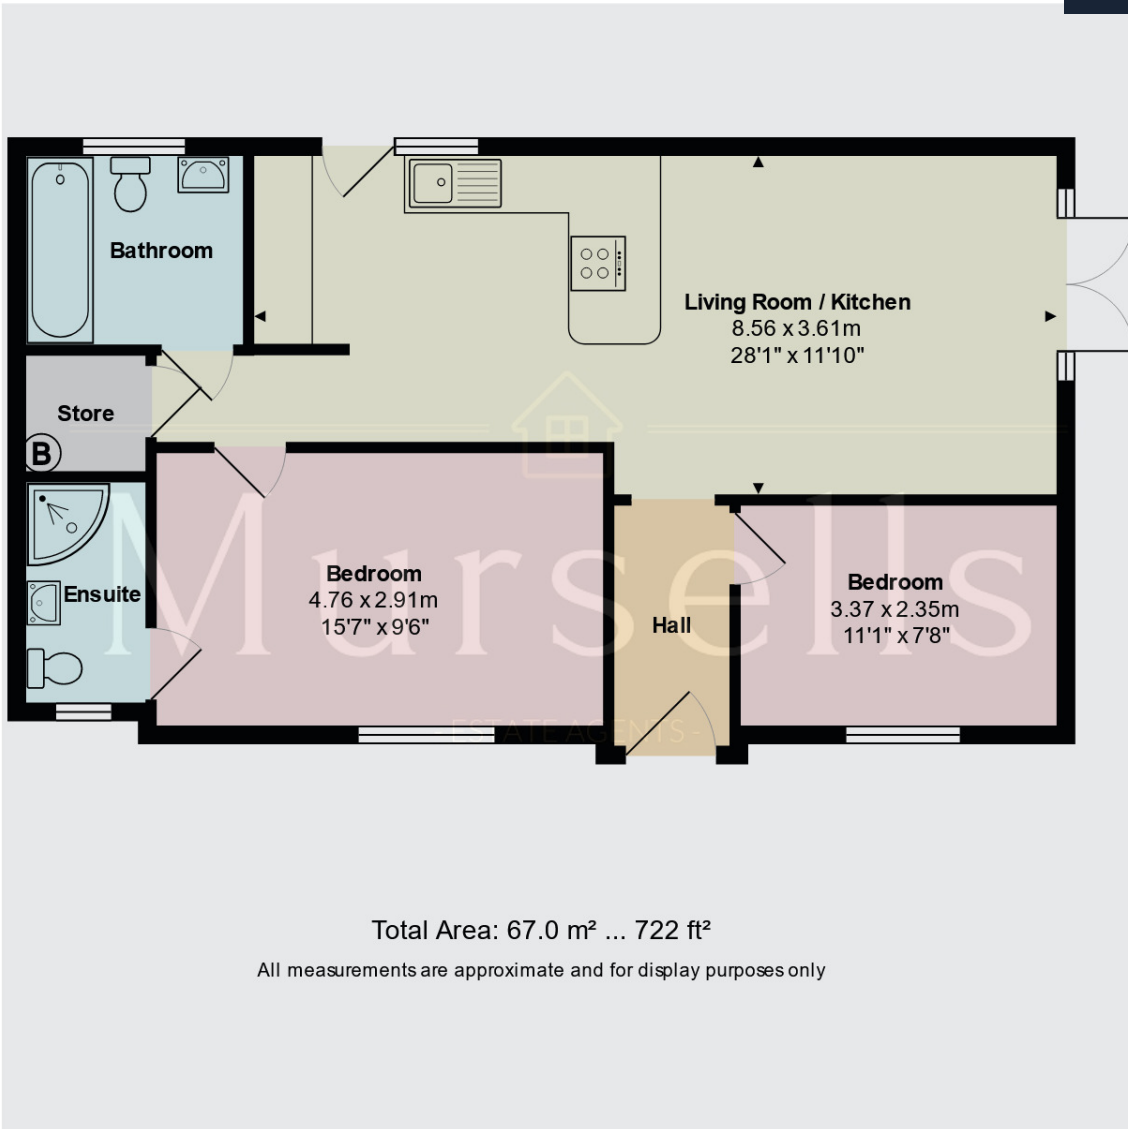 Bathroom
Living Room / Kitchen
8.56 x 3.61m
28'1" x 11'10"
Store
B
Ensuite
Bedroom
4.76 x 2.91m
15'7" x 9'6"
Hall
Bedroom
3.37 x 2.35m
11'1" x 7'8"
Mursells
- ESTATE AGENTS -
Total Area: 67.0 m² ... 722 ft²
All measurements are approximate and for display purposes only